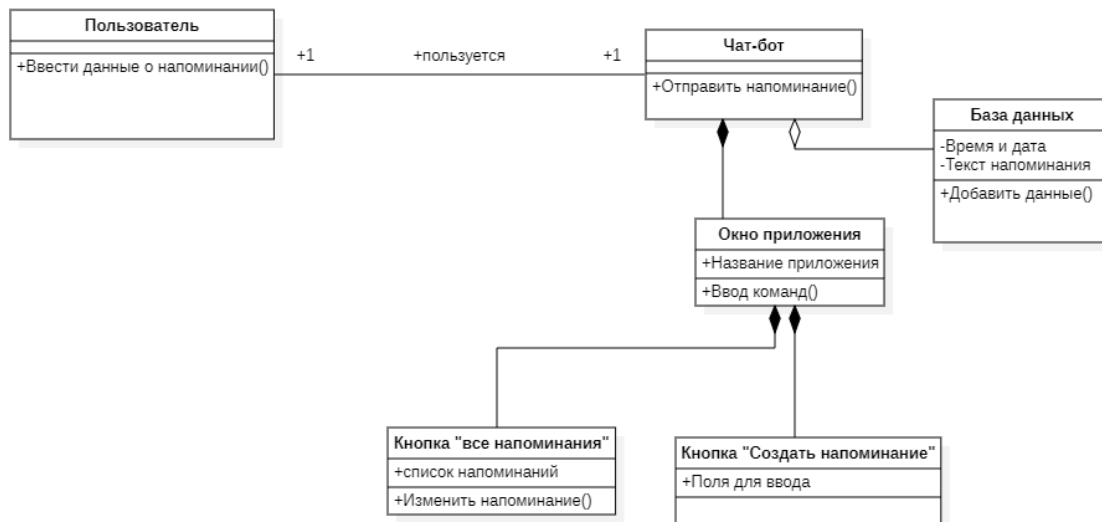 Пользователь
+Ввести данные о напоминании()
+1
+пользуется
+1
Чат-бот
+Отправить напоминание()
База данных
-Время и дата
-Текст напоминания
+Добавить данные()
Окно приложения
+Название приложения
+Ввод команд()
Кнопка "все напоминания"
+список напоминаний
+Изменить напоминание()
Кнопка "Создать напоминание"
+Поля для ввода